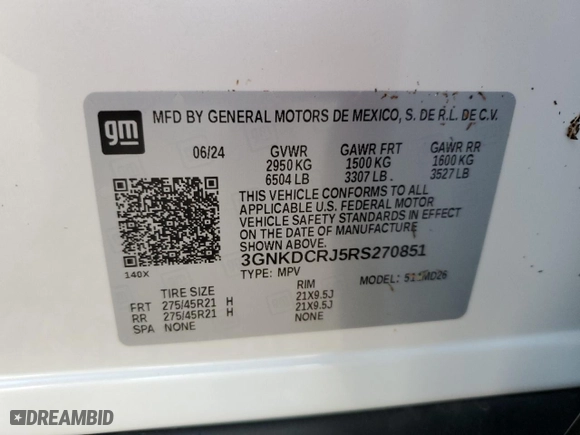 gm
MFD BY GENERAL MOTORS DE MEXICO, S. DE R.L. DE C.V.
06/24 GVWR GAWR FRT GAWR RR
2950 KG 1500 KG 1600 KG
6504 LB 3307 LB 3527 LB
THIS VEHICLE CONFORMS TO ALL
APPLICABLE U.S. FEDERAL MOTOR
VEHICLE SAFETY STANDARDS IN EFFECT
ON THE DATE OF MANUFACTURE
SHOWN ABOVE.
3GNKDCRJ5RS270851
140X
TYPE: MPV MODEL:
TIRE SIZE RIM
FRT 275/45R21 H 21X9.5J
RR 275/45R21 H 21X9.5J
SPA NONE NONE
DREAMBID